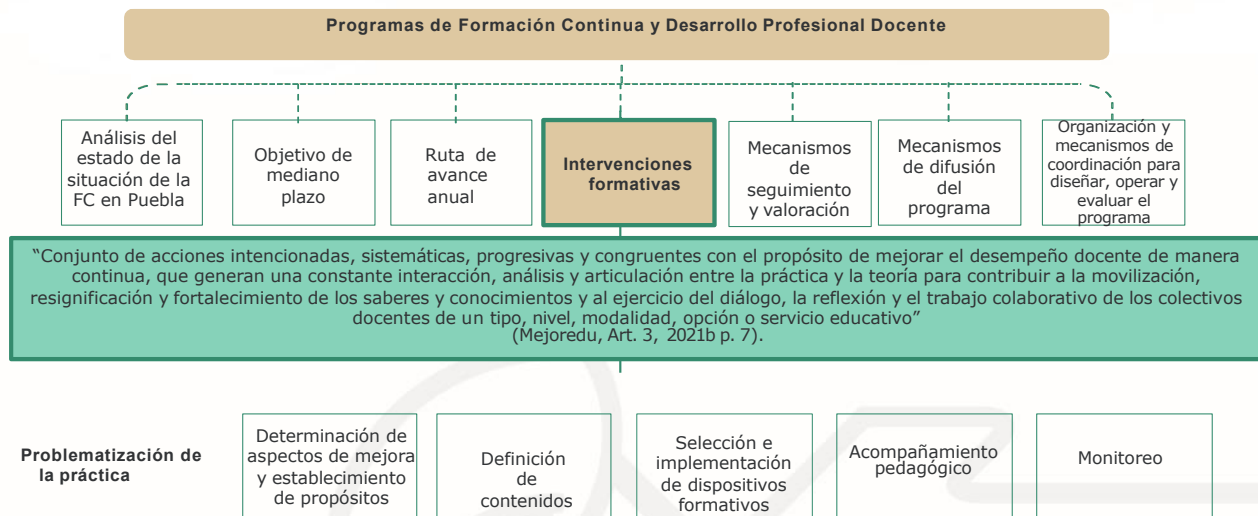 Programas de Formación Continua y Desarrollo Profesional Docente
Análisis del
estado de la
situación de la
FC en Puebla
Objetivo de
mediano
plazo
Ruta de
avance
anual
Intervenciones
formativas
Mecanismos
de
seguimiento
y valoración
Mecanismos
de difusión
del
programa
Organización y
mecanismos de
coordinación para
diseñar, operar y
evaluar el
programa
“Conjunto de acciones intencionadas, sistemáticas, progresivas y congruentes con el propósito de mejorar el desempeño docente de manera
continua, que generan una constante interacción, análisis y articulación entre la práctica y la teoría para contribuir a la movilización,
resignificación y fortalecimiento de los saberes y conocimientos y al ejercicio del diálogo, la reflexión y el trabajo colaborativo de los colectivos
docentes de un tipo, nivel, modalidad, opción o servicio educativo”
(Mejoredu, Art. 3, 2021b p. 7).
Problematización de
la práctica
Determinación de
aspectos de mejora
y establecimiento
de propósitos
Definición
de
contenidos
Selección e
implementación
de dispositivos
formativos
Acompañamiento
pedagógico
Monitoreo